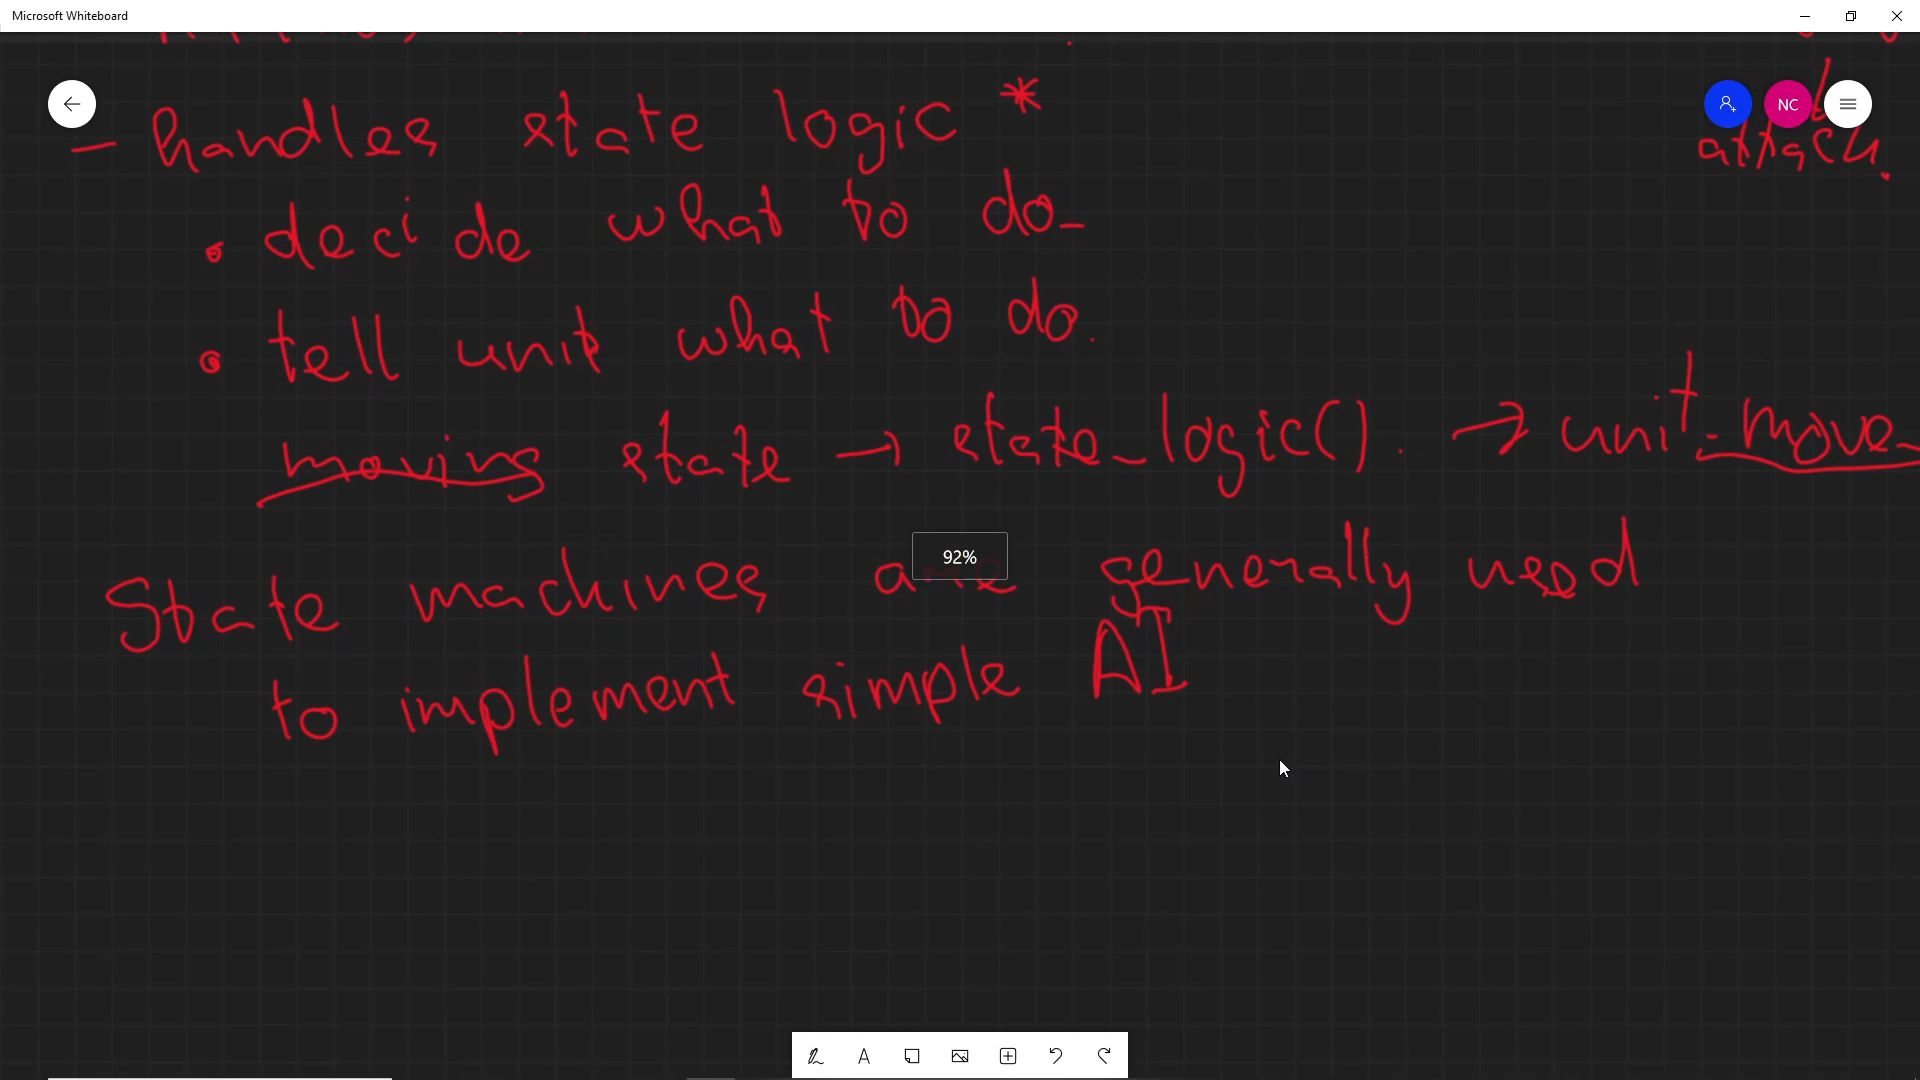 Microsoft Whiteboard
- handles state logic *
NC
attack.
• decide what to do.
• tell unit what to do.
moving state → state_logic(). → unit.move_
92%
State machines are generally used
to implement simple AI